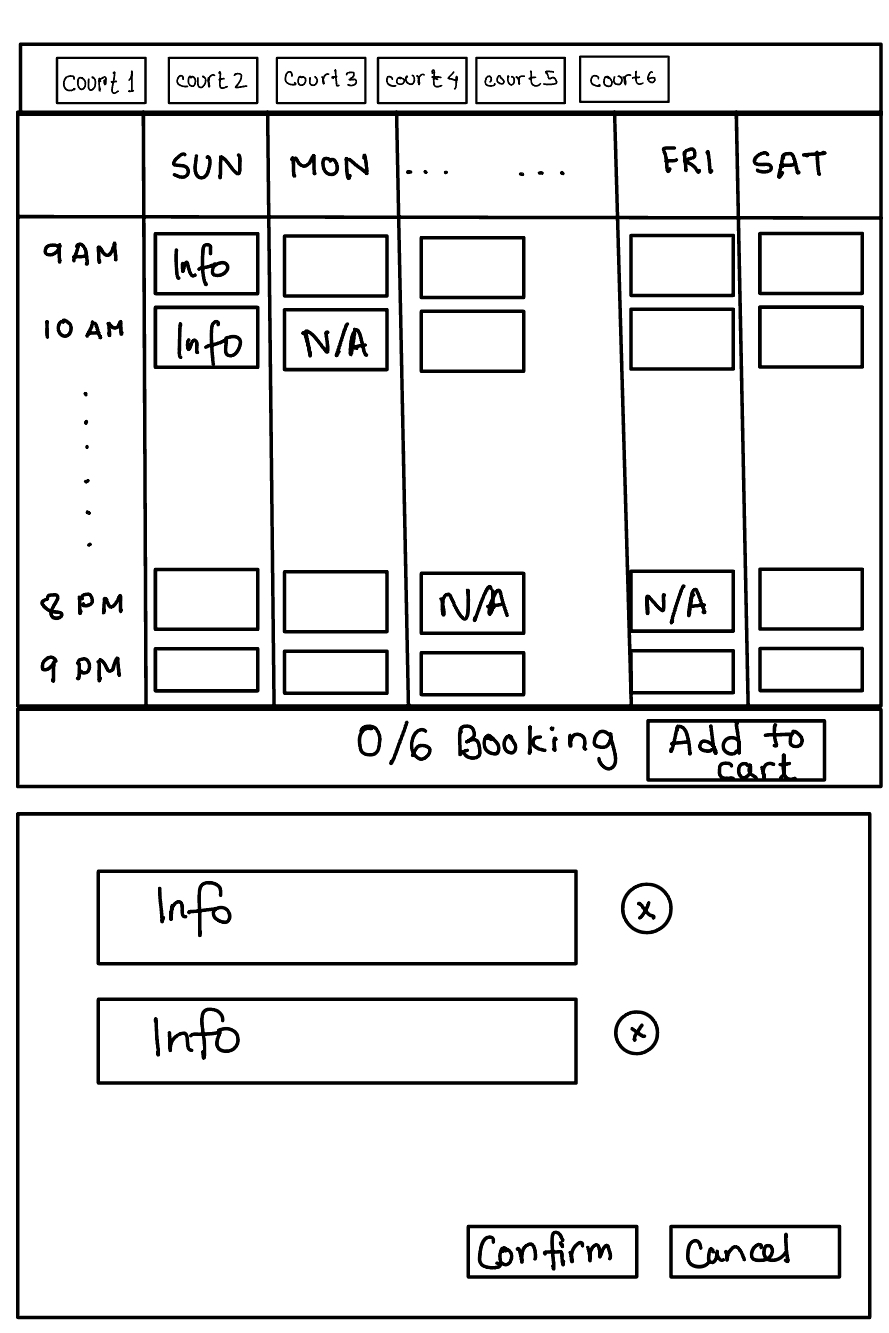 Court 1 court 2 Court 3 court 4 court 5 court 6
SUN MON ... ... FRI SAT
9 AM Info
10 AM Info N/A
8 PM N/A N/A
9 PM
0/6 Booking Add to
cart
Info x
Info x
Confirm Cancel